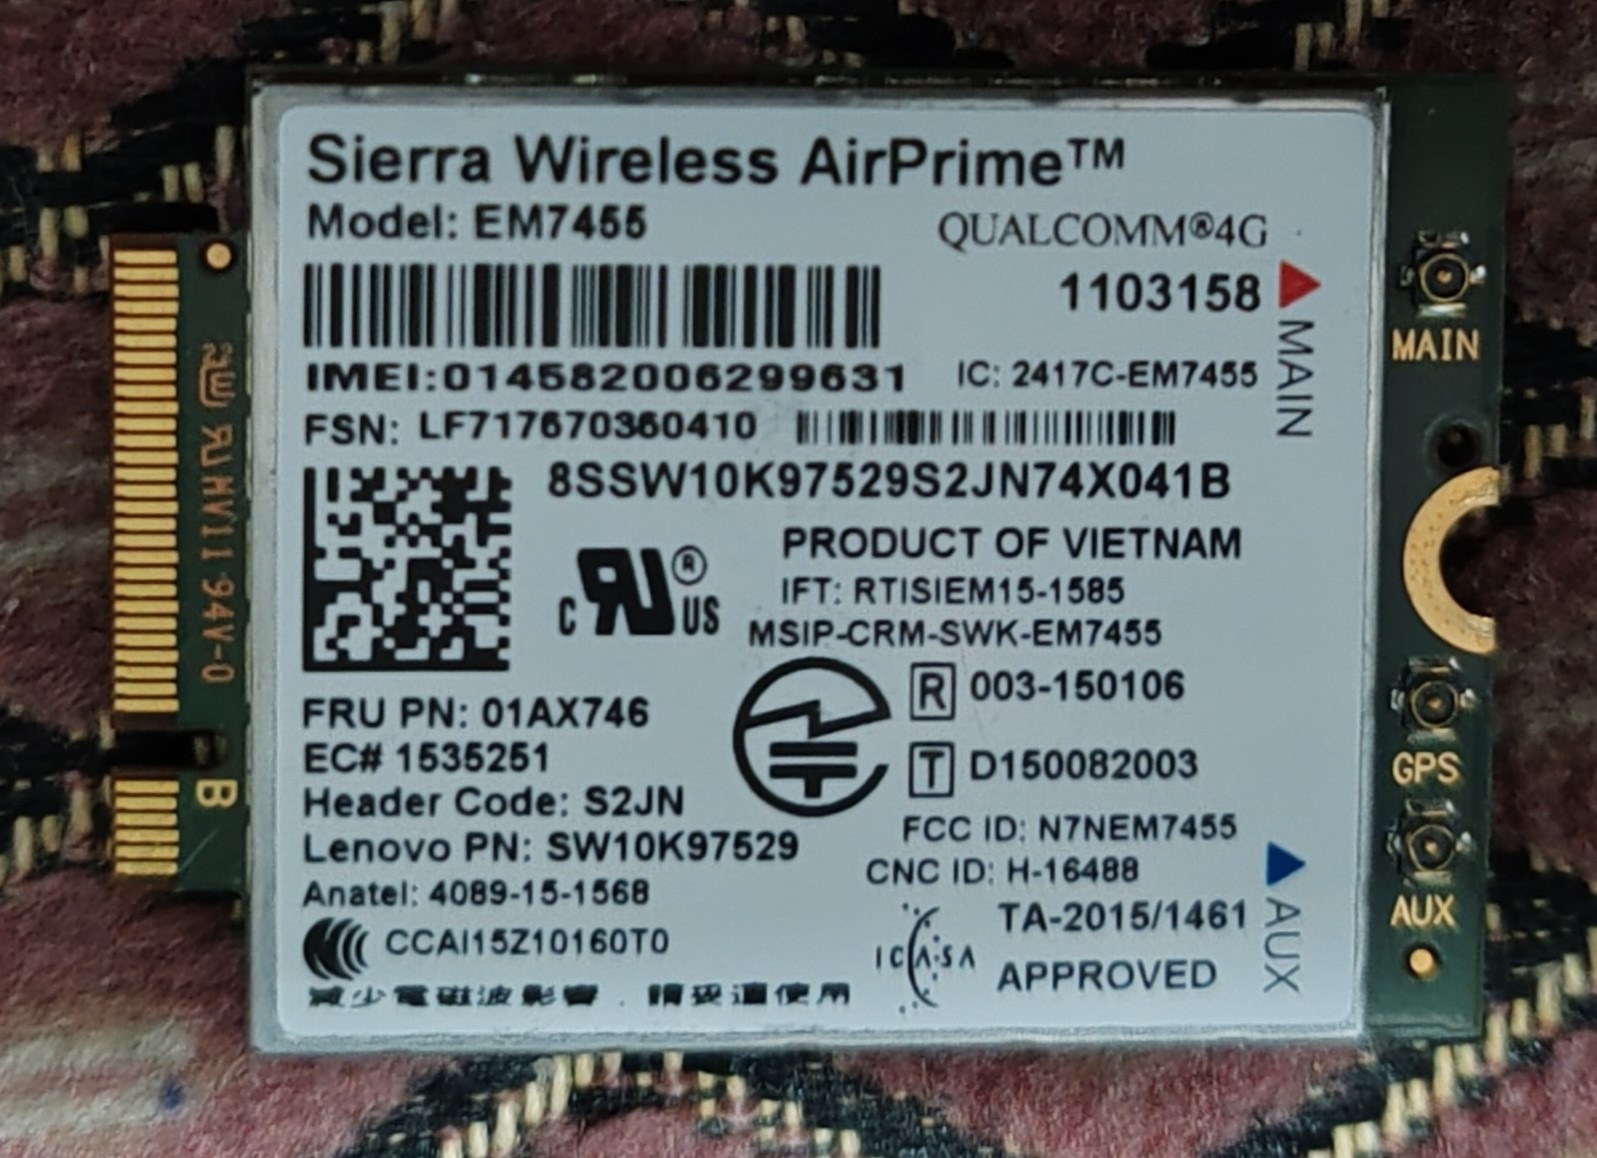 Sierra Wireless AirPrime™
Model: EM7455
QUALCOMM®4G
1103158
MAIN
IMEI:014582006299631
IC: 2417C-EM7455
FSN: LF717670360410
8SSW10K97529S2JN74X041B
PRODUCT OF VIETNAM
IFT: RTISIEM15-1585
MSIP-CRM-SWK-EM7455
C RU® US
R 003-150106
T D150082003
FRU PN: 01AX746
EC# 1535251
Header Code: S2JN
Lenovo PN: SW10K97529
FCC ID: N7NEM7455
CNC ID: H-16488
Anatel: 4089-15-1568
CCAI15Z10160T0
減少電磁波影響，請妥適使用
ICASA
TA-2015/1461
APPROVED
AUX
MAIN
GPS
AUX
94V-0
B